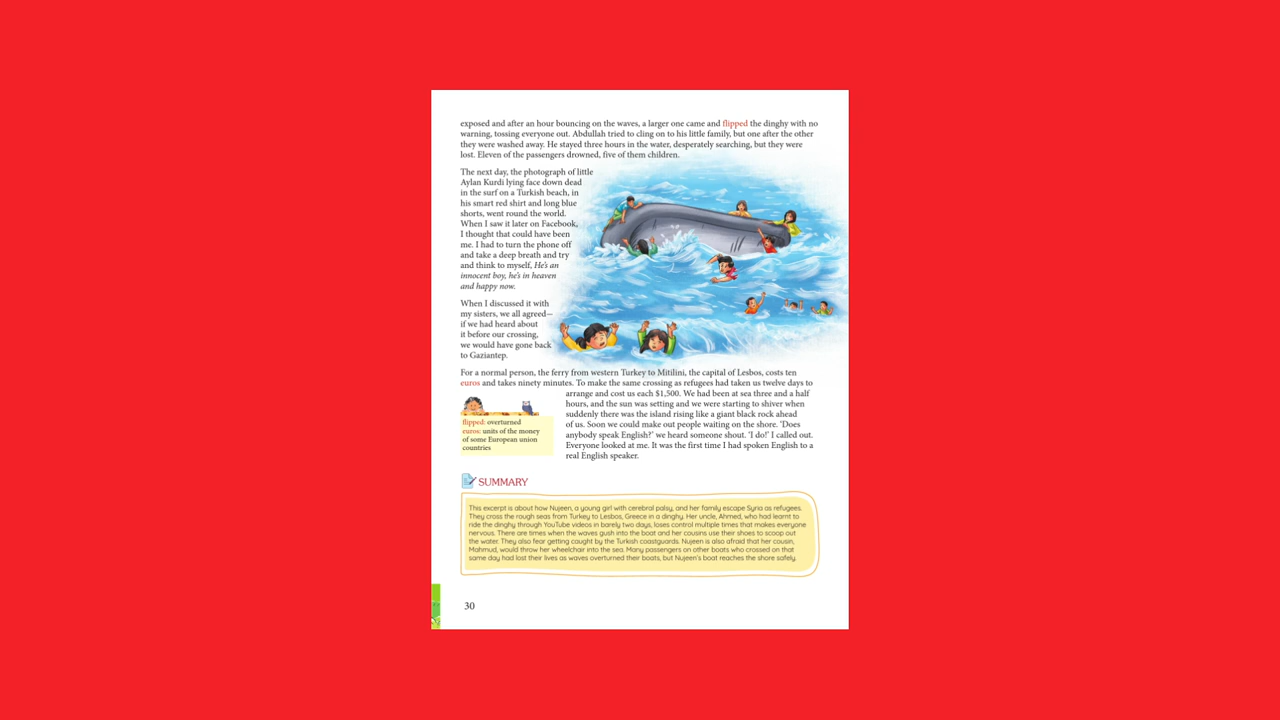 exposed and after an hour bouncing on the waves, a larger one came and flipped the dinghy with no
warning, tossing everyone out. Abdullah tried to cling on to his little family, but one after the other
they were washed away. He stayed three hours in the water, desperately searching, but they were
lost. Eleven of the passengers drowned, five of them children.
The next day, the photograph of little
Aylan Kurdi lying face down dead
in the surf on a Turkish beach, in
his smart red shirt and long blue
shorts, went round the world.
When I saw it later on Facebook,
I thought that could have been
me. I had to turn the phone off
and take a deep breath and try
and think to myself, He's an
innocent boy, he's in heaven
and happy now.
When I discussed it with
my sisters, we all agreed—
if we had heard about
it before our crossing,
we would have gone back
to Gaziantep.
For a normal person, the ferry from western Turkey to Mitilini, the capital of Lesbos, costs ten
euros and takes ninety minutes. To make the same crossing as refugees had taken us twelve days to
arrange and cost us each $1,500. We had been at sea three and a half
hours, and the sun was setting and we were starting to shiver when
suddenly there was the island rising like a giant black rock ahead
of us. Soon we could make out people waiting on the shore. 'Does
anybody speak English?' we heard someone shout. 'I do!' I called out.
Everyone looked at me. It was the first time I had spoken English to a
real English speaker.
flipped: overturned
euros: units of the money
of some European union
countries
SUMMARY
This excerpt is about how Nujeen, a young girl with cerebral palsy, and her family escape Syria as refugees.
They cross the rough seas from Turkey to Lesbos, Greece in a dinghy. Her uncle, Ahmed, who had learnt to
ride the dinghy through YouTube videos in barely two days, loses control multiple times that makes everyone
nervous. There are times when the waves gush into the boat and her cousins use their shoes to scoop out
the water. They also fear getting caught by the Turkish coastguards. Nujeen is also afraid that her cousin,
Mahmud, would throw her wheelchair into the sea. Many passengers on other boats who crossed on that
same day had lost their lives as waves overturned their boats, but Nujeen's boat reaches the shore safely.
30